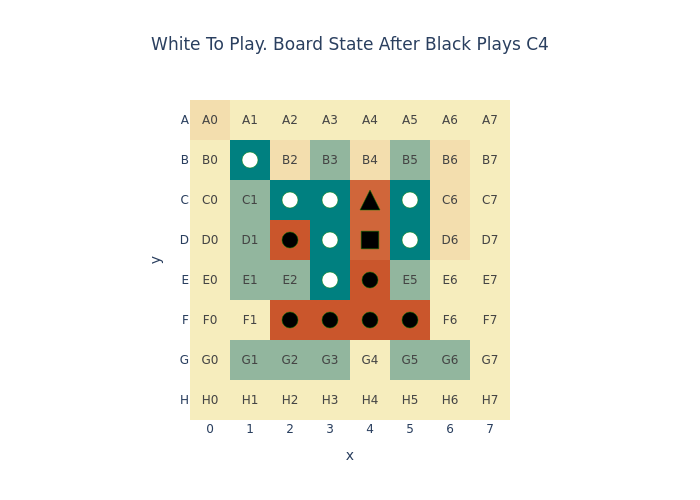 White To Play. Board State After Black Plays C4
A A0 A1 A2 A3 A4 A5 A6 A7
B B0 B2 B3 B4 B5 B6 B7
C C0 C1 C6 C7
D D0 D1 D6 D7
E E0 E1 E2 E5 E6 E7
F F0 F1 F6 F7
G G0 G1 G2 G3 G4 G5 G6 G7
H H0 H1 H2 H3 H4 H5 H6 H7
0 1 2 3 4 5 6 7
x
y